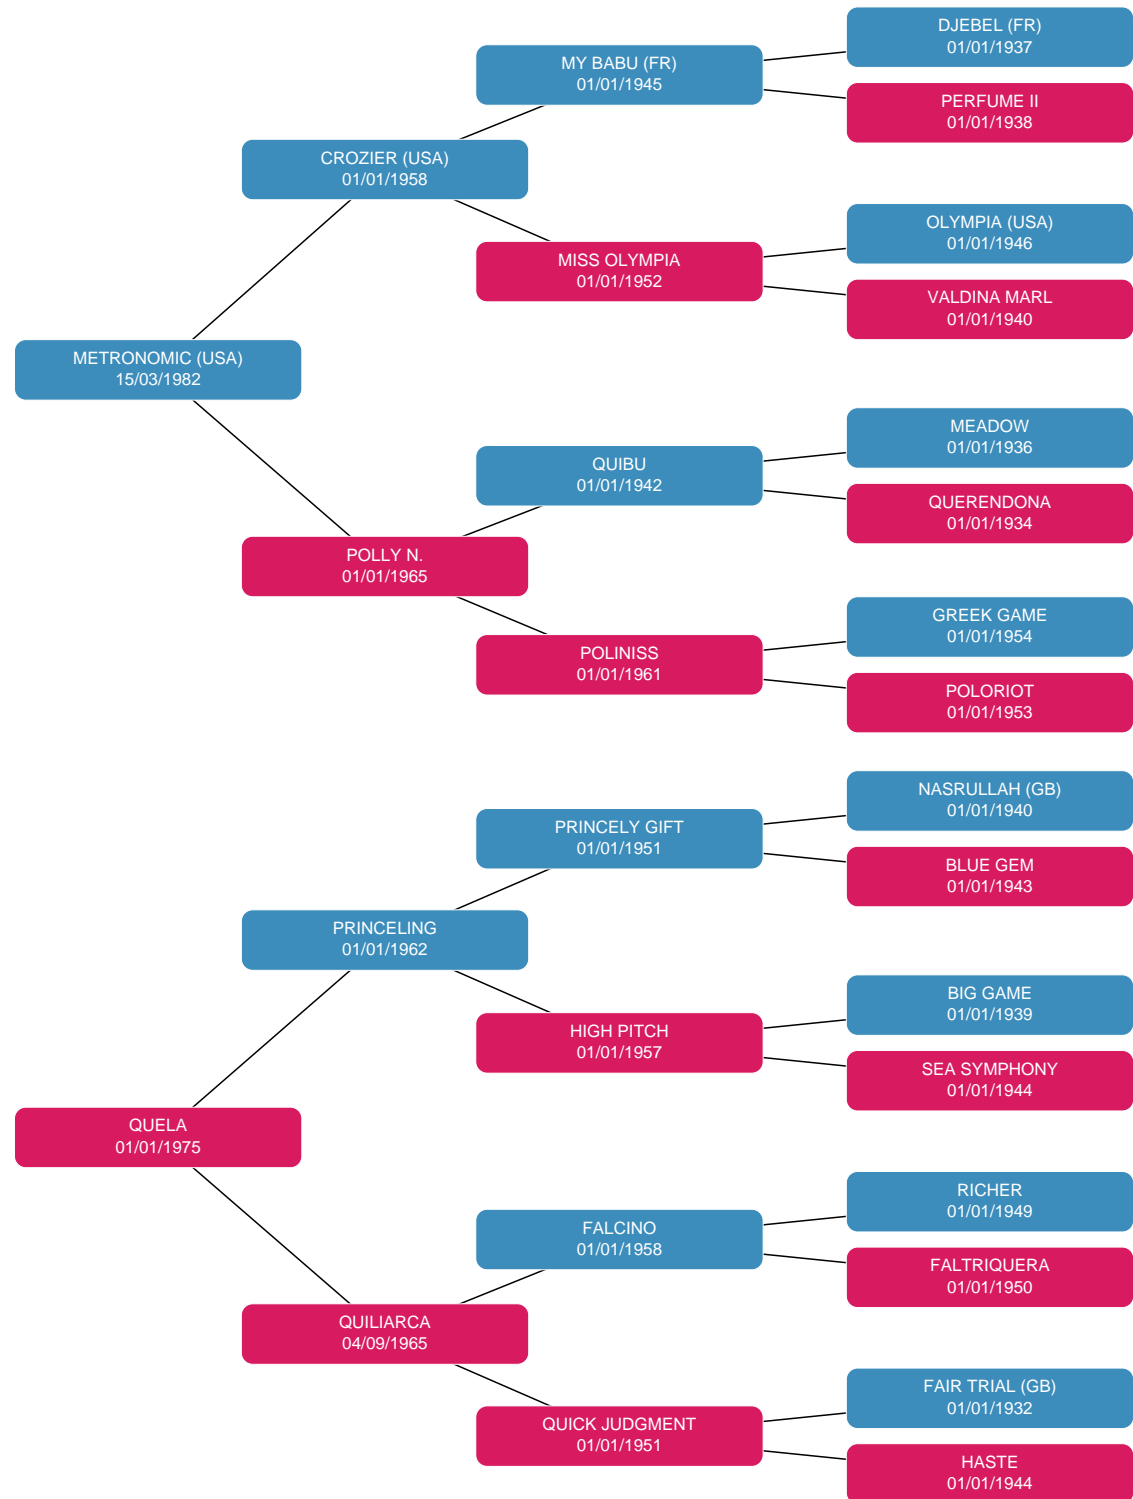 DJEBEL (FR)
01/01/1937
MY BABU (FR)
01/01/1945
PERFUME II
01/01/1938
CROZIER (USA)
01/01/1958
OLYMPIA (USA)
01/01/1946
MISS OLYMPIA
01/01/1952
VALDINA MARL
01/01/1940
METRONOMIC (USA)
15/03/1982
MEADOW
01/01/1936
QUIBU
01/01/1942
QUERENDONA
01/01/1934
POLLY N.
01/01/1965
GREEK GAME
01/01/1954
POLINISS
01/01/1961
POLORIOT
01/01/1953
NASRULLAH (GB)
01/01/1940
PRINCELY GIFT
01/01/1951
BLUE GEM
01/01/1943
PRINCELING
01/01/1962
BIG GAME
01/01/1939
HIGH PITCH
01/01/1957
SEA SYMPHONY
01/01/1944
QUELA
01/01/1975
RICHER
01/01/1949
FALCINO
01/01/1958
FALTRIQUERA
01/01/1950
QUILIARCA
04/09/1965
FAIR TRIAL (GB)
01/01/1932
QUICK JUDGMENT
01/01/1951
HASTE
01/01/1944